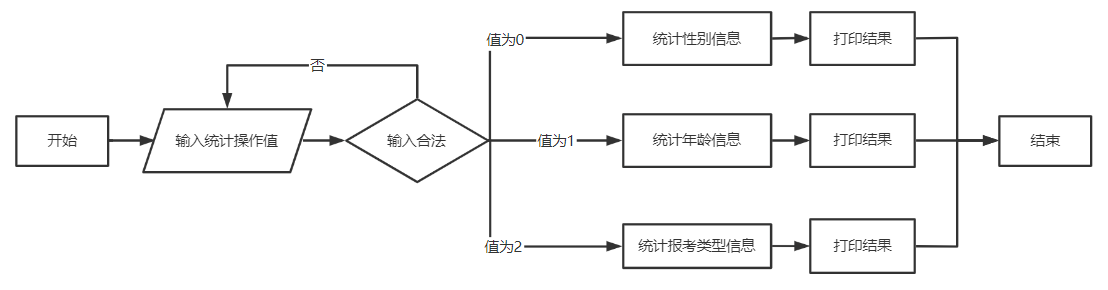 开始
输入统计操作值
输入合法
否
值为0
统计性别信息
打印结果
值为1
统计年龄信息
打印结果
值为2
统计报考类型信息
打印结果
结束